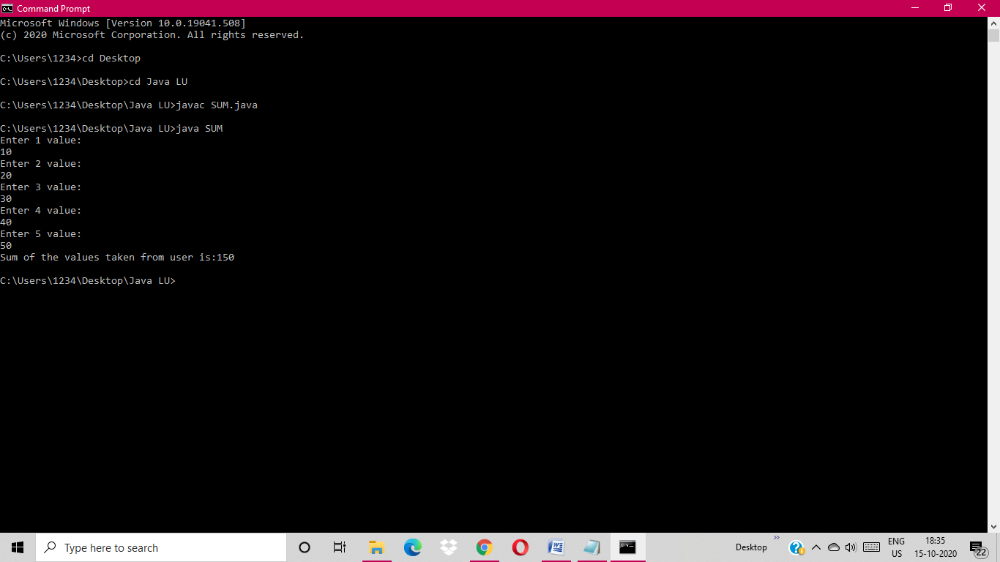 Command Prompt
Microsoft Windows [Version 10.0.19041.508]
(c) 2020 Microsoft Corporation. All rights reserved.
C:\Users\1234>cd Desktop
C:\Users\1234\Desktop>cd Java LU
C:\Users\1234\Desktop\Java LU>javac SUM.java
C:\Users\1234\Desktop\Java LU>java SUM
Enter 1 value:
10
Enter 2 value:
20
Enter 3 value:
30
Enter 4 value:
40
Enter 5 value:
50
Sum of the values taken from user is:150
C:\Users\1234\Desktop\Java LU>
Type here to search
Desktop
ENG
US
18:35
15-10-2020
22